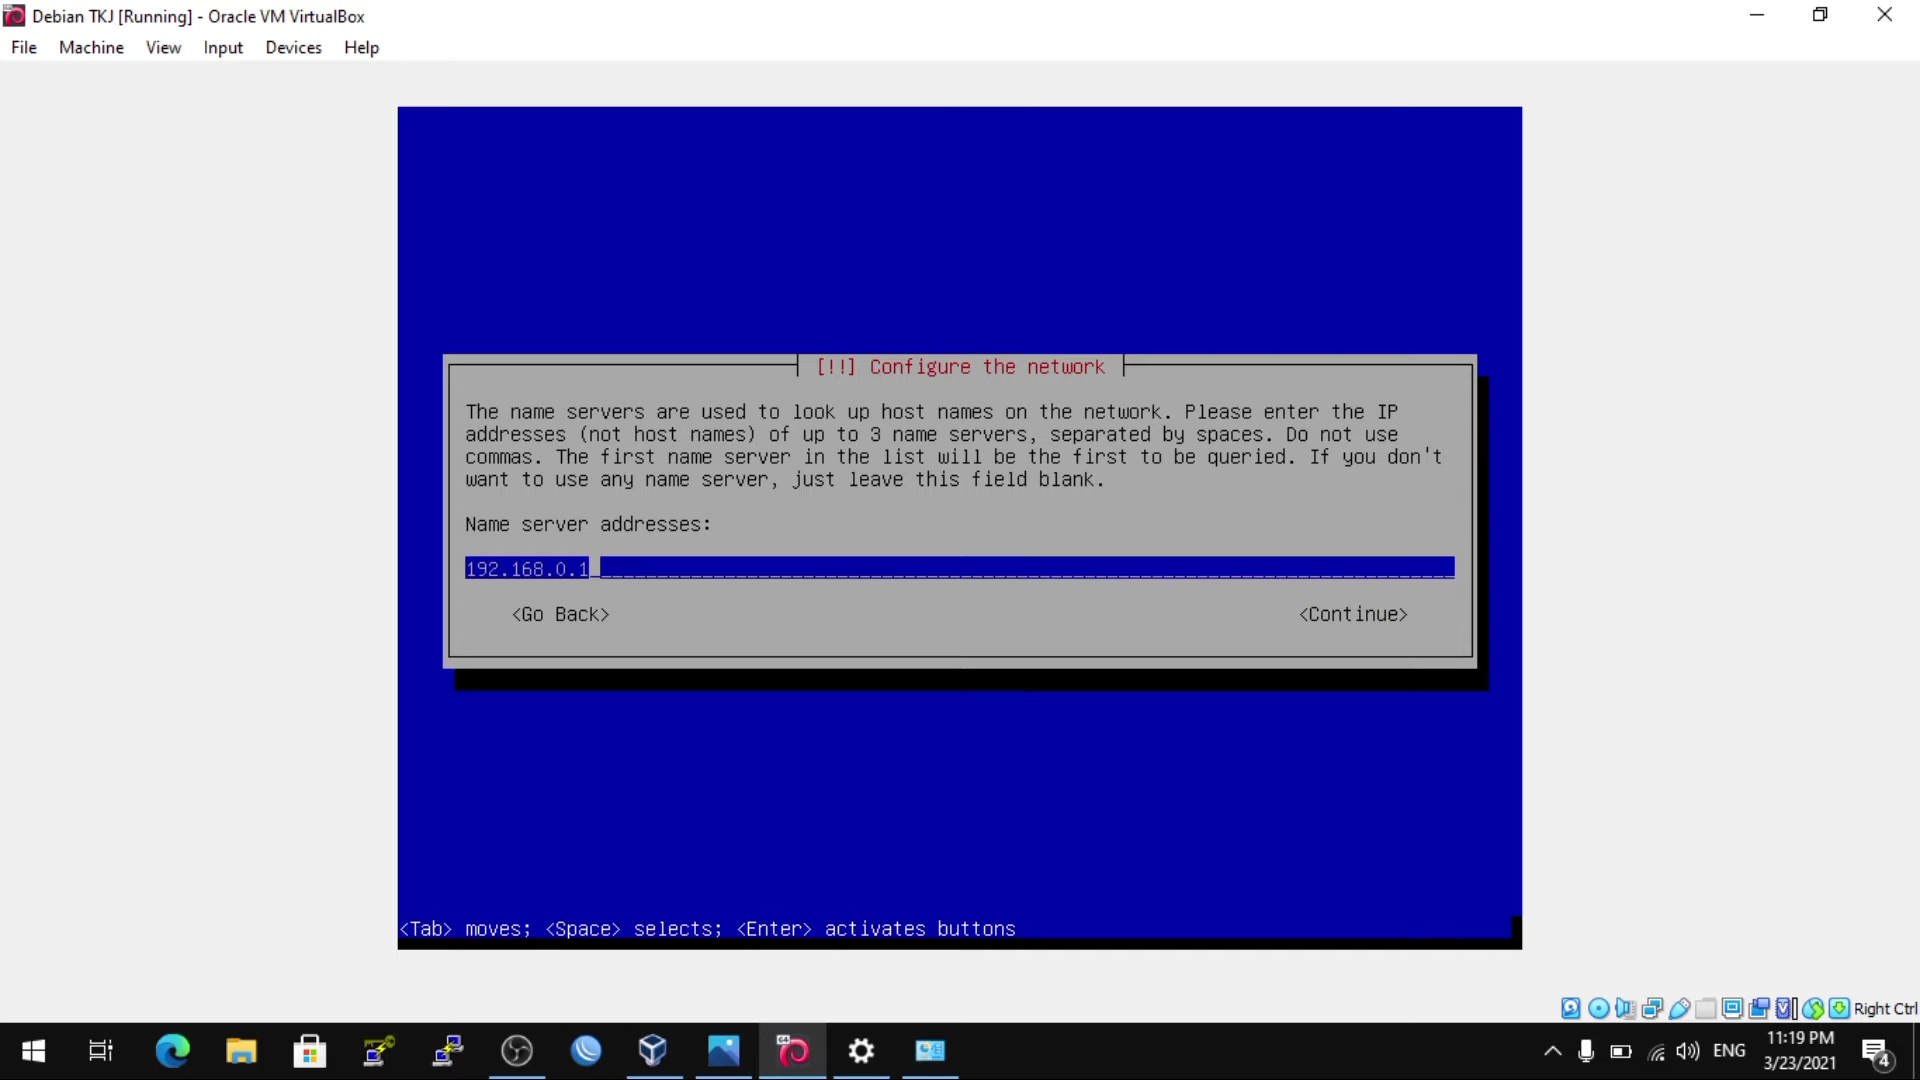 Debian TKJ [Running] - Oracle VM VirtualBox
File Machine View Input Devices Help
[!!] Configure the network
The name servers are used to look up host names on the network. Please enter the IP
addresses (not host names) of up to 3 name servers, separated by spaces. Do not use
commas. The first name server in the list will be the first to be queried. If you don't
want to use any name server, just leave this field blank.
Name server addresses:
192.168.0.1
<Go Back> <Continue>
<Tab> moves; <Space> selects; <Enter> activates buttons
Right Ctrl
64
ENG
11:19 PM
3/23/2021
4